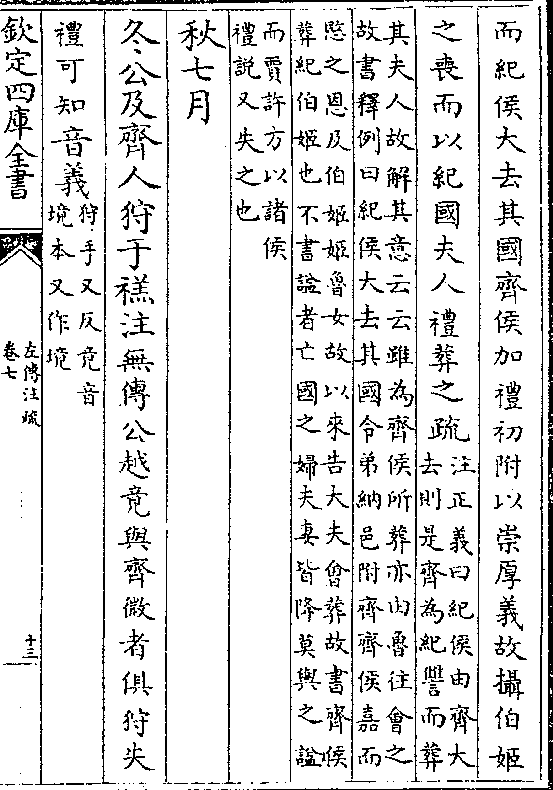 而紀侯大去其國齊侯加禮初附以崇厚義故攝伯姬
之喪而以紀國夫人禮葬之疏注正義曰紀侯由齊大
去則是齊為紀讐而葬
其夫人故解其意云云雖為齊侯所葬亦由魯往會之
故書釋例曰紀侯大去其國令弟納邑附齊齊侯嘉而
愍之恩及伯姬姬魯女故以來告大夫會葬故書齊侯
葬紀伯姬也不書諡者亡國之婦夫妻皆降莫與之諡
而賈許方以諸侯
禮説又失之也
秋七月
冬公及齊人狩于禚注無傳公越竟與齊微者俱狩失
禮可知音義狩手又反竟音
境本又作境
欽定四庫全書
左傳注疏
卷七
十三